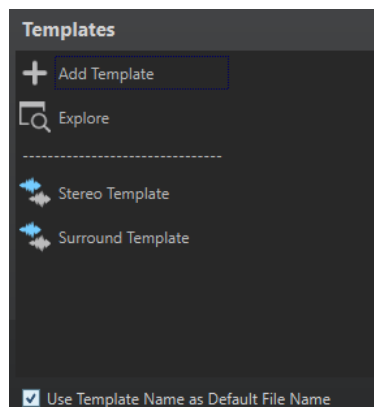 Templates
Add Template
Explore
--------------------------------
Stereo Template
Surround Template
Use Template Name as Default File Name